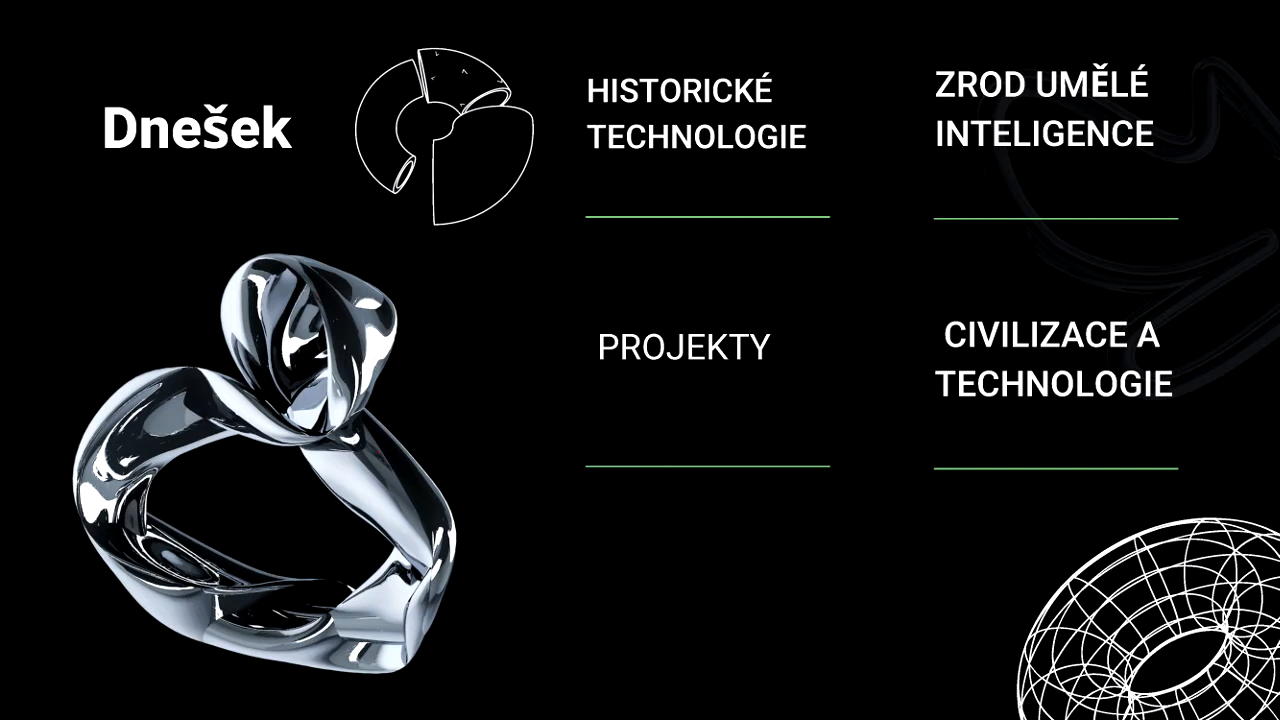 Dnešek
HISTORICKÉ
TECHNOLOGIE
ZROD UMĚLÉ
INTELIGENCE
PROJEKTY
CIVILIZACE A
TECHNOLOGIE